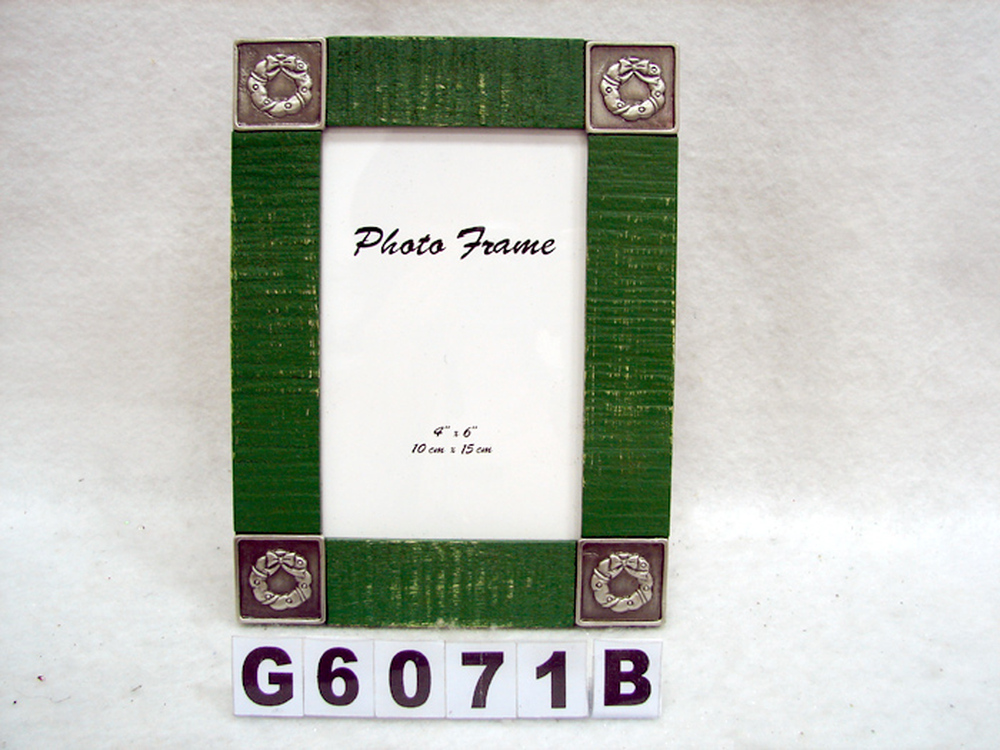 Photo Frame
4" x 6"
10 cm x 15 cm
G6071B